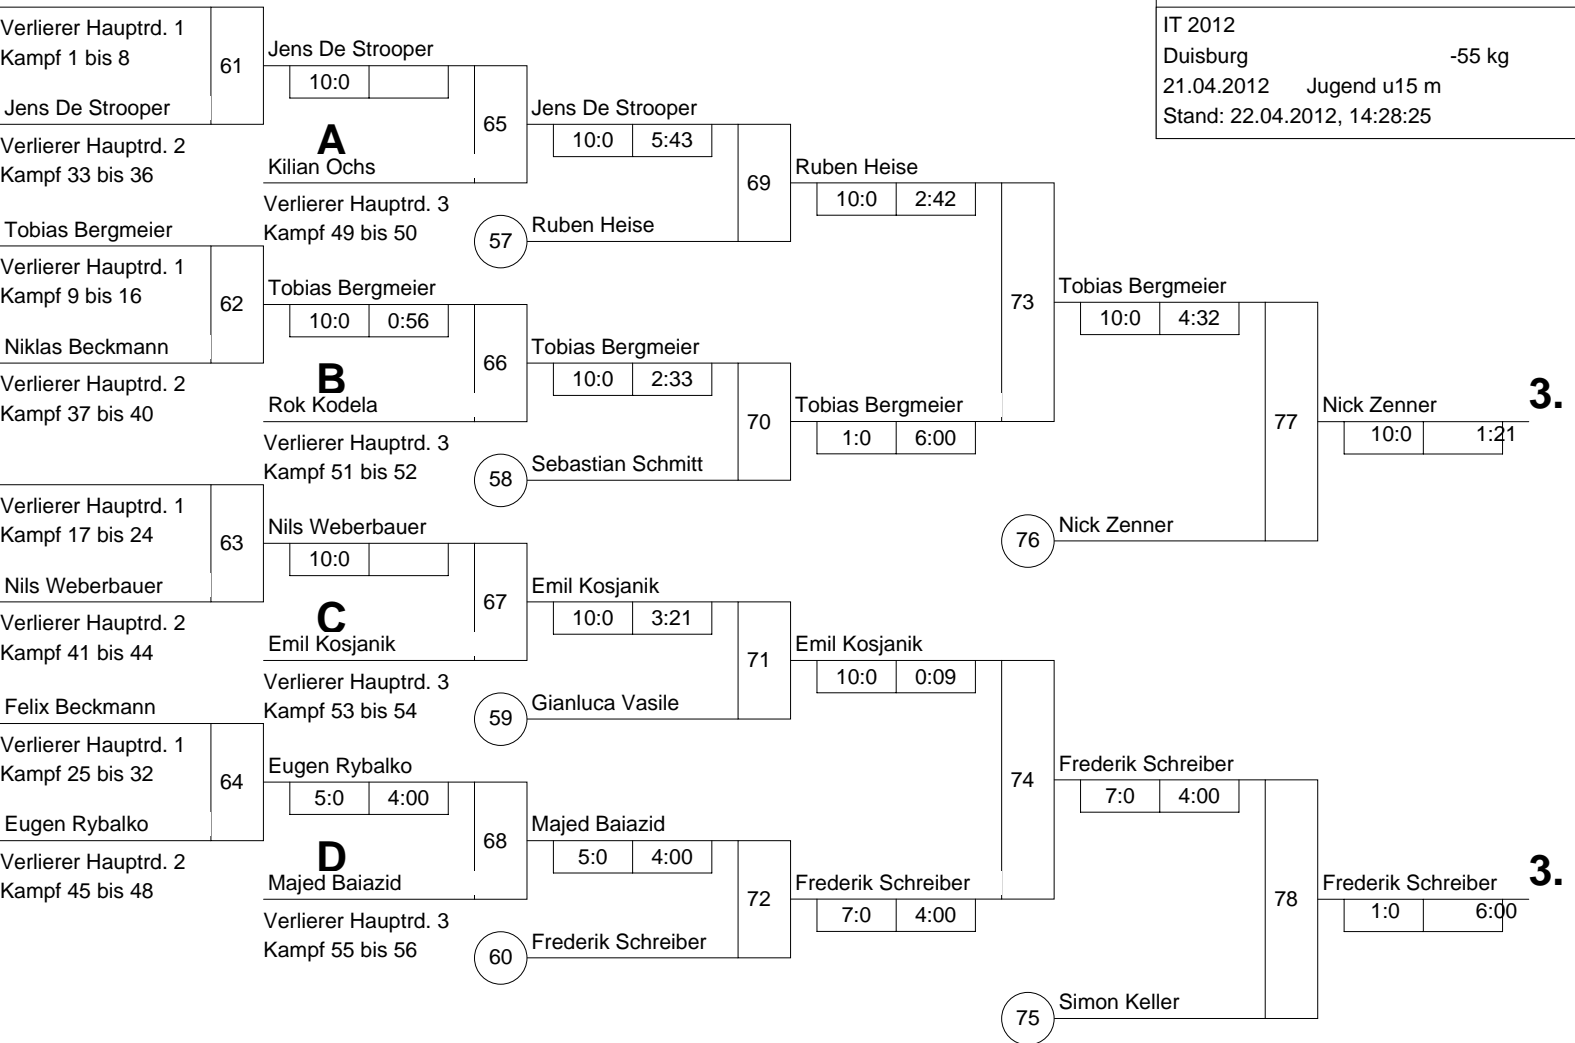 IT 2012
Duisburg -55 kg
21.04.2012 Jugend u15 m
Stand: 22.04.2012, 14:28:25
Verlierer Hauptrd. 1
Kampf 1 bis 8
61
Jens De Strooper
Verlierer Hauptrd. 2
Kampf 33 bis 36
Tobias Bergmeier
Verlierer Hauptrd. 1
Kampf 9 bis 16
62
Niklas Beckmann
Verlierer Hauptrd. 2
Kampf 37 bis 40
Verlierer Hauptrd. 1
Kampf 17 bis 24
63
Nils Weberbauer
Verlierer Hauptrd. 2
Kampf 41 bis 44
Felix Beckmann
Verlierer Hauptrd. 1
Kampf 25 bis 32
64
Eugen Rybalko
Verlierer Hauptrd. 2
Kampf 45 bis 48
Jens De Strooper
10:0
A
65
Kilian Ochs
Verlierer Hauptrd. 3
Kampf 49 bis 50
Tobias Bergmeier
10:0 0:56
B
66
Rok Kodela
Verlierer Hauptrd. 3
Kampf 51 bis 52
Nils Weberbauer
10:0
C
67
Emil Kosjanik
Verlierer Hauptrd. 3
Kampf 53 bis 54
Eugen Rybalko
5:0 4:00
D
68
Majed Baiazid
Verlierer Hauptrd. 3
Kampf 55 bis 56
Jens De Strooper
10:0 5:43
69
57 Ruben Heise
Tobias Bergmeier
10:0 2:33
70
58 Sebastian Schmitt
Emil Kosjanik
10:0 3:21
71
59 Gianluca Vasile
Majed Baiazid
5:0 4:00
72
60 Frederik Schreiber
Ruben Heise
10:0 2:42
73
Tobias Bergmeier
1:0 6:00
Emil Kosjanik
10:0 0:09
74
Frederik Schreiber
7:0 4:00
Tobias Bergmeier
10:0 4:32
77
76 Nick Zenner
Frederik Schreiber
7:0 4:00
78
75 Simon Keller
Nick Zenner 3.
10:0 1:21
Frederik Schreiber 3.
1:0 6:00